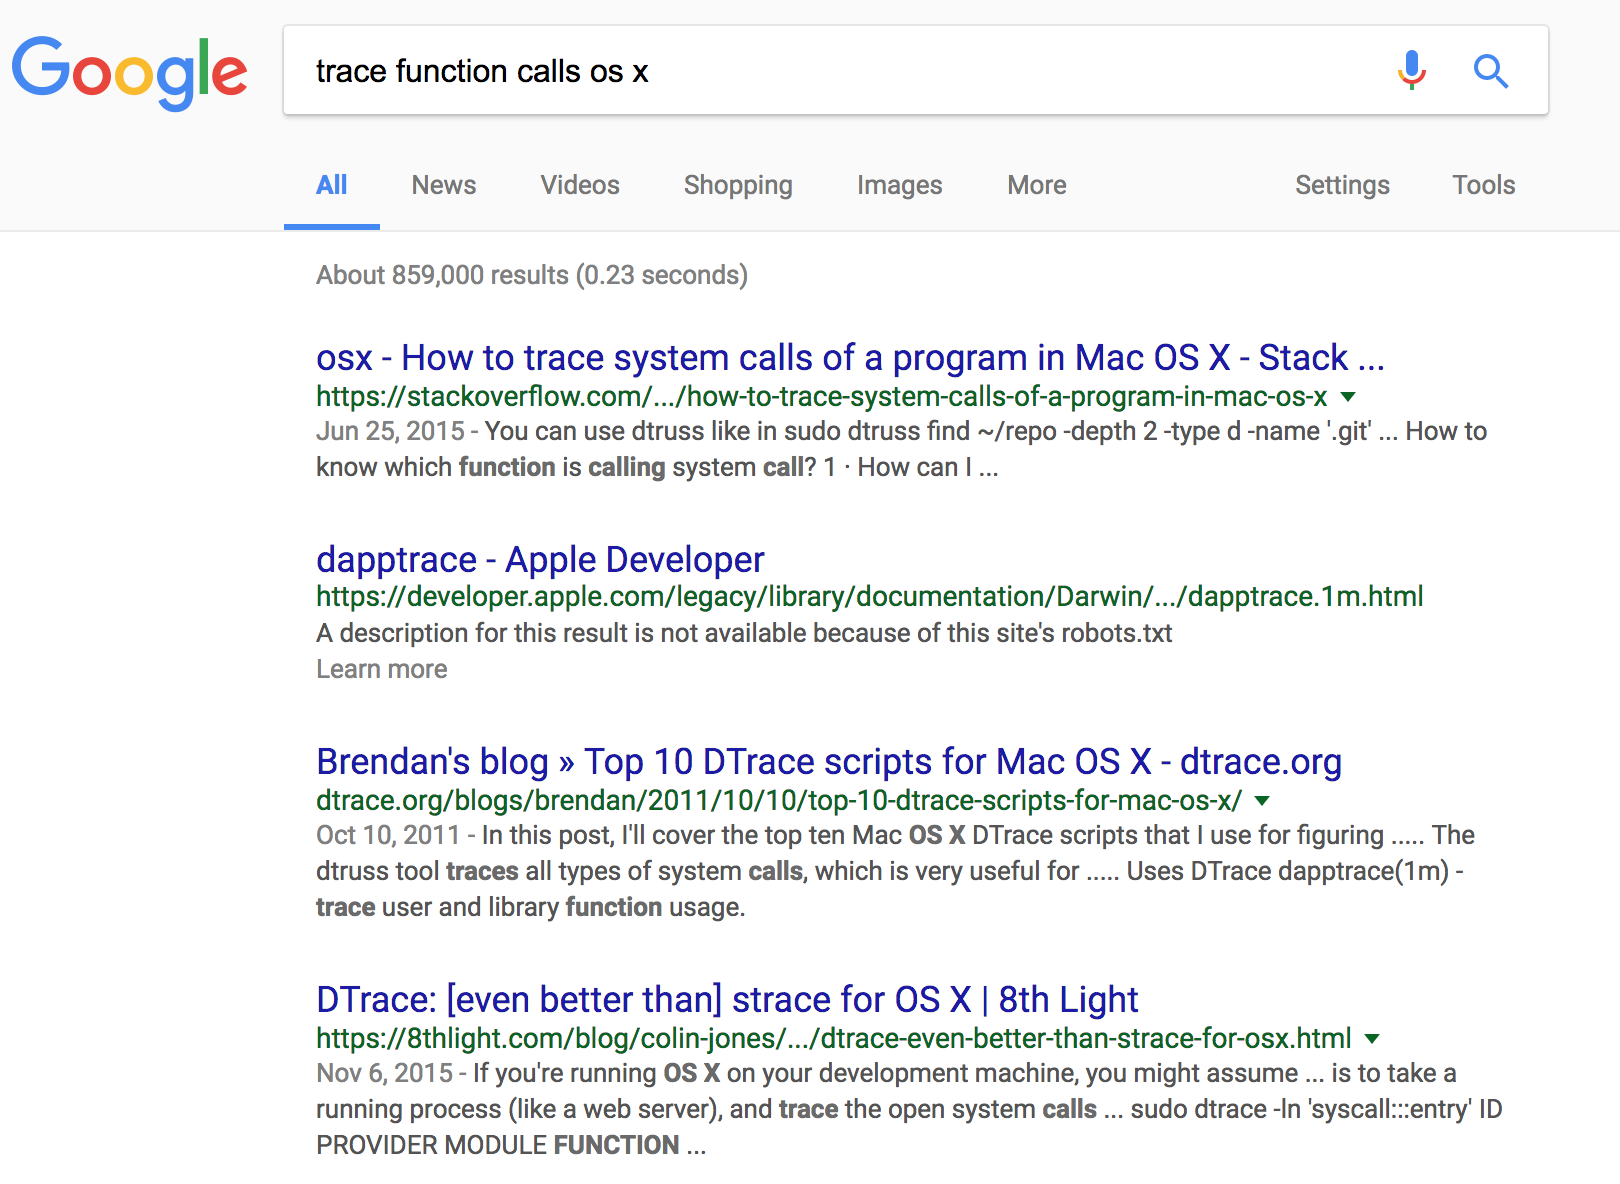 Google
trace function calls os x
All News Videos Shopping Images More Settings Tools
About 859,000 results (0.23 seconds)
osx - How to trace system calls of a program in Mac OS X - Stack ...
https://stackoverflow.com/.../how-to-trace-system-calls-of-a-program-in-mac-os-x
Jun 25, 2015 - You can use dtruss like in sudo dtruss find ~/repo -depth 2 -type d -name '.git' ... How to
know which function is calling system call? 1 · How can I ...
dapptrace - Apple Developer
https://developer.apple.com/legacy/library/documentation/Darwin/.../dapptrace.1m.html
A description for this result is not available because of this site's robots.txt
Learn more
Brendan's blog » Top 10 DTrace scripts for Mac OS X - dtrace.org
dtrace.org/blogs/brendan/2011/10/10/top-10-dtrace-scripts-for-mac-os-x/
Oct 10, 2011 - In this post, I'll cover the top ten Mac OS X DTrace scripts that I use for figuring ..... The
dtruss tool traces all types of system calls, which is very useful for ..... Uses DTrace dapptrace(1m) -
trace user and library function usage.
DTrace: [even better than] strace for OS X | 8th Light
https://8thlight.com/blog/colin-jones/.../dtrace-even-better-than-strace-for-osx.html
Nov 6, 2015 - If you're running OS X on your development machine, you might assume ... is to take a
running process (like a web server), and trace the open system calls ... sudo dtrace -ln 'syscall:::entry' ID
PROVIDER MODULE FUNCTION ...